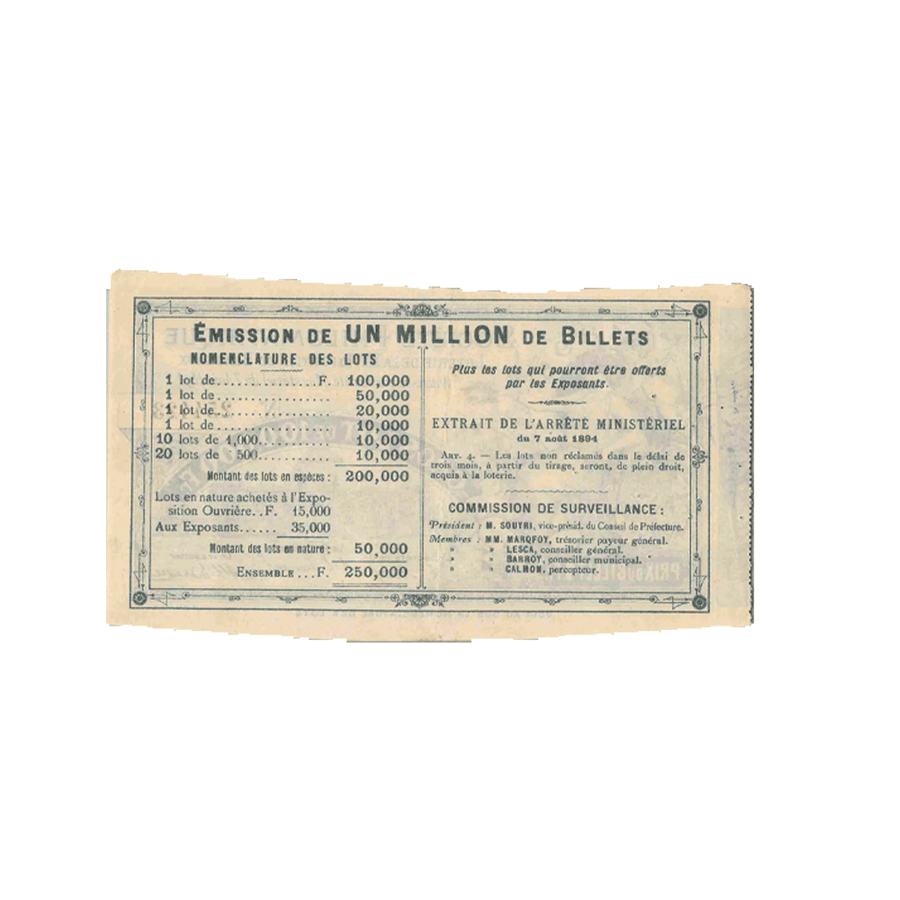 ÉMISSION DE UN MILLION DE BILLETS
NOMENCLATURE DES LOTS
1 lot de.................F. 100,000
1 lot de..................... 50,000
1 lot de..................... 20,000
1 lot de..................... 10,000
10 lots de 1,000............. 10,000
20 lots de 500............. 10,000
Montant des lots en espèces : 200,000
Lots en nature achetés à l'Expo-
sition Ouvrière..F. 15,000
Aux Exposants...... 35,000
Montant des lots en nature : 50,000
ENSEMBLE...F. 250,000
Plus les lots qui pourront être offerts
par les Exposants.
EXTRAIT DE L'ARRÊTÉ MINISTÉRIEL
du 7 août 1894
ART. 4. — Les lots non réclamés dans le délai de
trois mois, à partir du tirage, seront, de plein droit,
acquis à la loterie.
COMMISSION DE SURVEILLANCE :
Président : M. SOUYRI, vice-présid. du Conseil de Préfecture.
Membres : MM. MARQFOY, trésorier payeur général.
» » LESCA, conseiller général.
» » BARROY, conseiller municipal.
» » CALMON, percepteur.